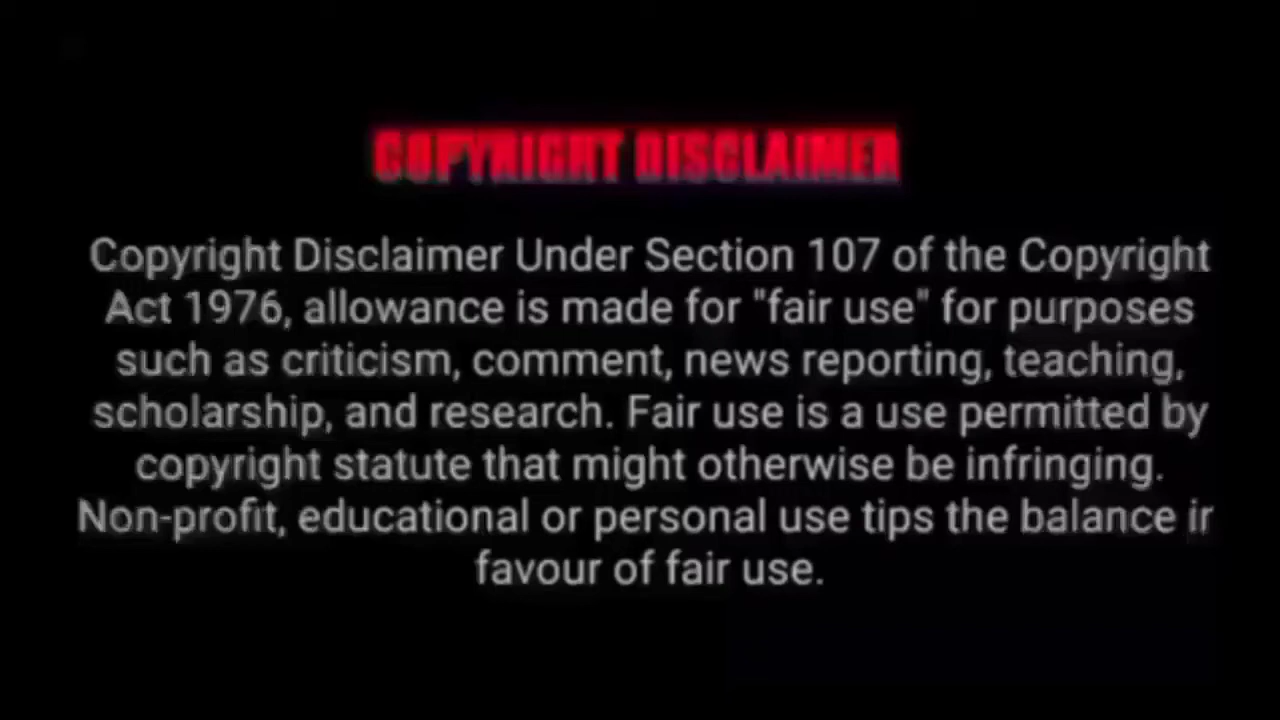 COPYRIGHT DISCLAIMER
Copyright Disclaimer Under Section 107 of the Copyright
Act 1976, allowance is made for "fair use" for purposes
such as criticism, comment, news reporting, teaching,
scholarship, and research. Fair use is a use permitted by
copyright statute that might otherwise be infringing.
Non-profit, educational or personal use tips the balance ir
favour of fair use.